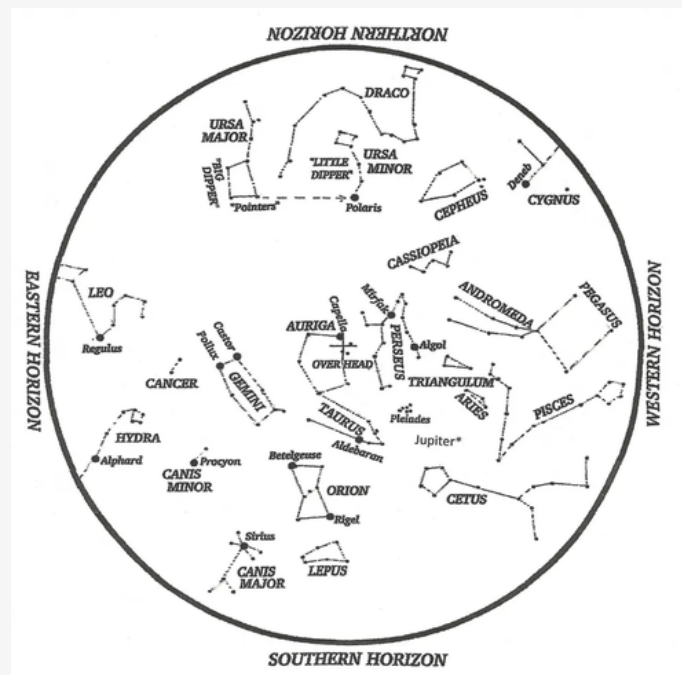 NORTHERN HORIZON
DRACO
URSA
MAJOR
"BIG
DIPPER"
"LITTLE
DIPPER"
URSA
MINOR
"Pointers"
Polaris
CEPHEUS
Deneb
CYGNUS
CASSIOPEIA
EASTERN HORIZON
WESTERN HORIZON
LEO
Regulus
ANDROMEDA
PEGASUS
Mirfak
PERSEUS
Algol
Capella
AURIGA
OVER HEAD
Castor
Pollux
GEMINI
CANCER
TRIANGULUM
ARIES
PISCES
TAURUS
Aldebaran
Pleiades
Jupiter*
HYDRA
Alphard
Procyon
CANIS
MINOR
Betelgeuse
ORION
Rigel
CETUS
Sirius
CANIS
MAJOR
LEPUS
SOUTHERN HORIZON